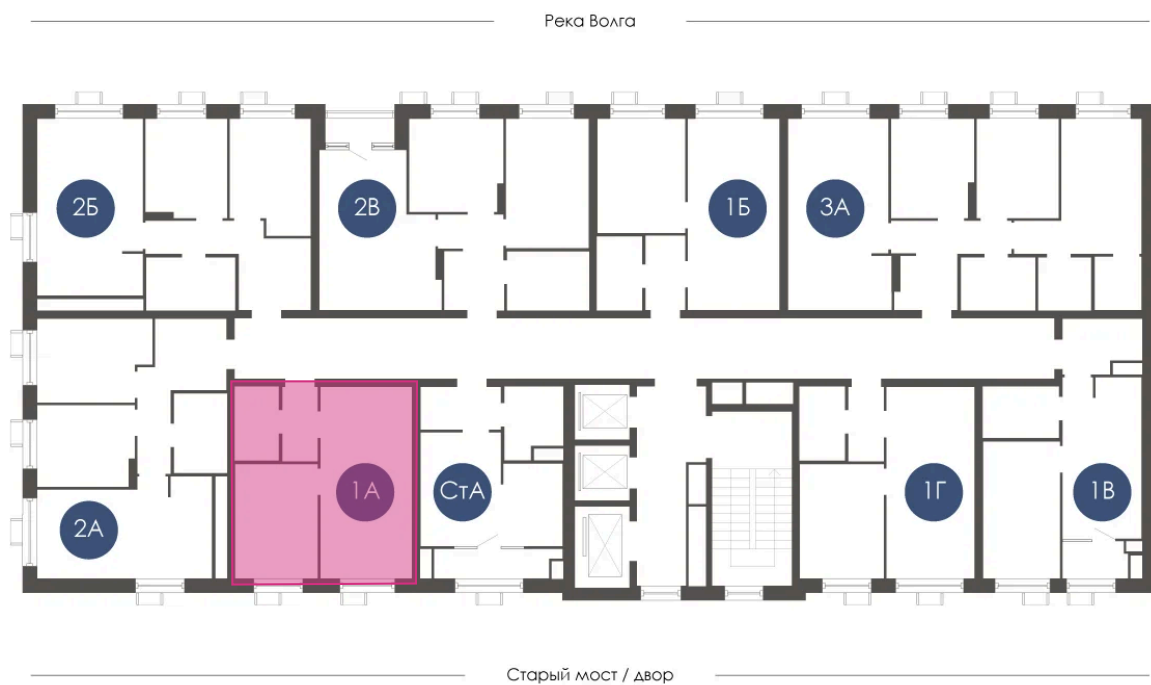 Река Волга
2Б
2В
1Б
3А
2А
1А
СтА
1Г
1В
Старый мост / двор